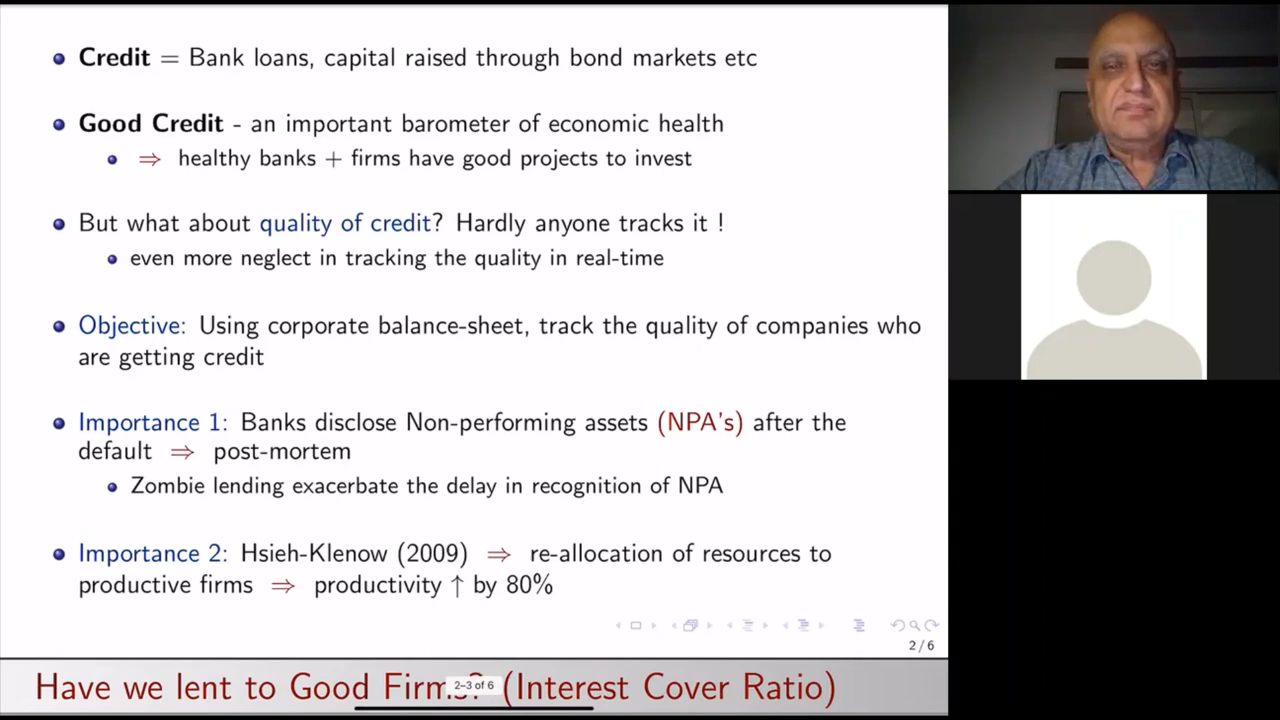 Credit = Bank loans, capital raised through bond markets etc
Good Credit - an important barometer of economic health
⇒ healthy banks + firms have good projects to invest
But what about quality of credit? Hardly anyone tracks it !
even more neglect in tracking the quality in real-time
Objective: Using corporate balance-sheet, track the quality of companies who
are getting credit
Importance 1: Banks disclose Non-performing assets (NPA's) after the
default ⇒ post-mortem
Zombie lending exacerbate the delay in recognition of NPA
Importance 2: Hsieh-Klenow (2009) ⇒ re-allocation of resources to
productive firms ⇒ productivity ↑ by 80%
2 / 6
Have we lent to Good Firms? (Interest Cover Ratio)
2–3 of 6